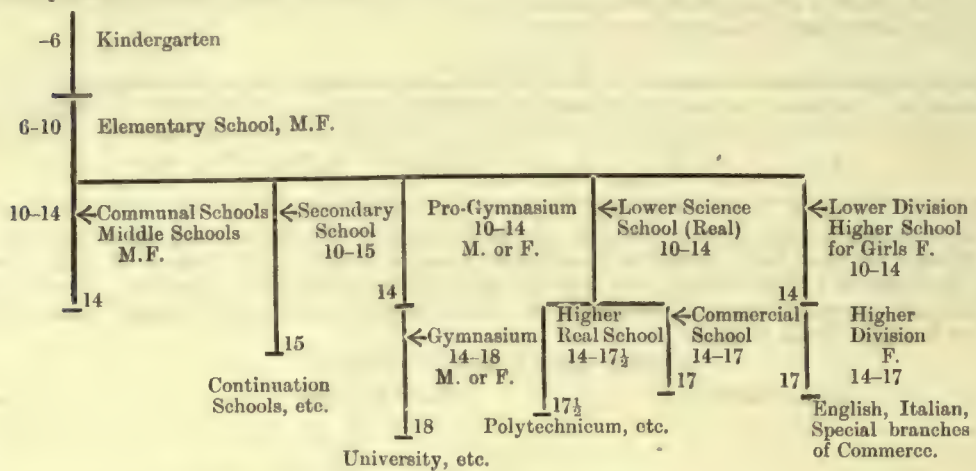 -6 Kindergarten
6-10 Elementary School, M.F.
10-14
←Communal Schools
Middle Schools
M.F.
14
←Secondary
School
10-15
15
Continuation
Schools, etc.
Pro-Gymnasium
10-14
M. or F.
14
←Gymnasium
14-18
M. or F.
18
University, etc.
←Lower Science
School (Real)
10-14
Higher
Real School
14-17½
17½
Polytechnicum, etc.
←Commercial
School
14-17
17
←Lower Division
Higher School
for Girls F.
10-14
14
Higher
Division
F.
14-17
17
English, Italian,
Special branches
of Commerce.